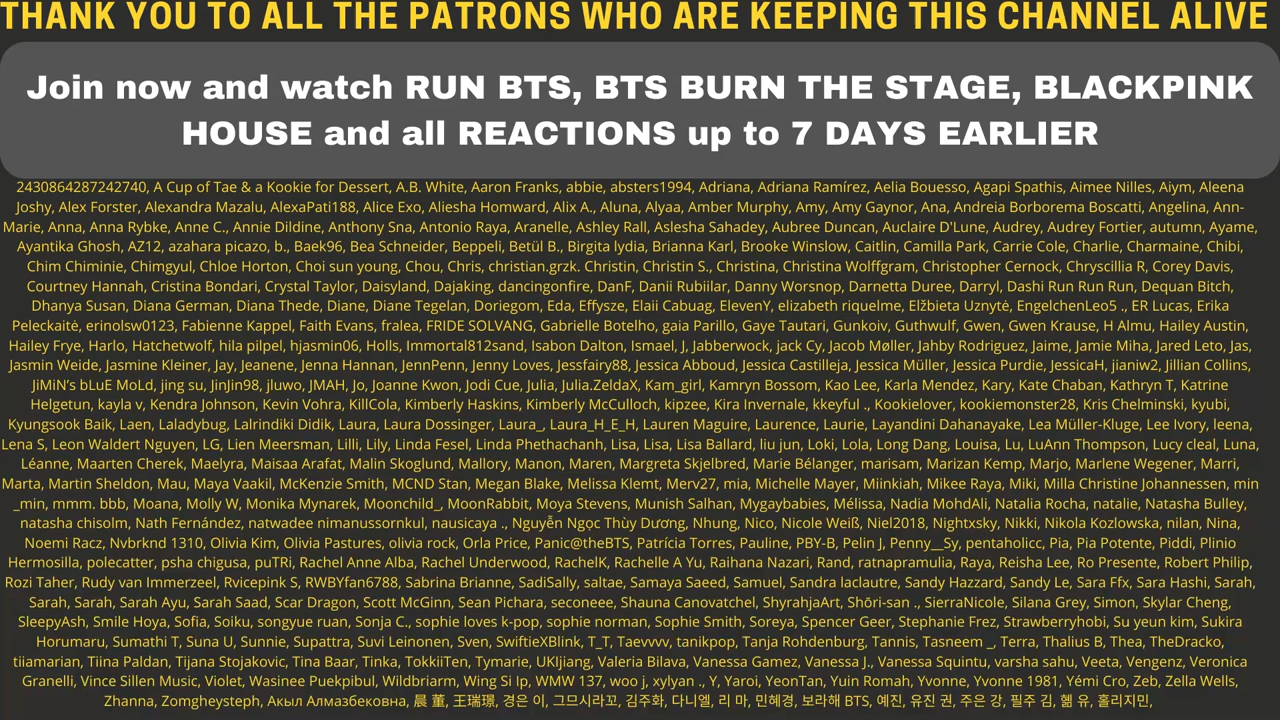 THANK YOU TO ALL THE PATRONS WHO ARE KEEPING THIS CHANNEL ALIVE
Join now and watch RUN BTS, BTS BURN THE STAGE, BLACKPINK
HOUSE and all REACTIONS up to 7 DAYS EARLIER
2430864287242740, A Cup of Tae & a Kookie for Dessert, A.B. White, Aaron Franks, abbie, absters1994, Adriana, Adriana Ramírez, Aelia Bouesso, Agapi Spathis, Aimee Nilles, Aiym, Aleena
Joshy, Alex Forster, Alexandra Mazalu, AlexaPati188, Alice Exo, Aliesha Homward, Alix A., Aluna, Alyaa, Amber Murphy, Amy, Amy Gaynor, Ana, Andreia Borborema Boscatti, Angelina, Ann-
Marie, Anna, Anna Rybke, Anne C., Annie Dildine, Anthony Sna, Antonio Raya, Aranelle, Ashley Rall, Aslesha Sahadey, Aubree Duncan, Auclaire D'Lune, Audrey, Audrey Fortier, autumn, Ayame,
Ayantika Ghosh, AZ12, azahara picazo, b., Baek96, Bea Schneider, Beppeli, Betül B., Birgita lydia, Brianna Karl, Brooke Winslow, Caitlin, Camilla Park, Carrie Cole, Charlie, Charmaine, Chibi,
Chim Chiminie, Chimgyul, Chloe Horton, Choi sun young, Chou, Chris, christian.grzk. Christin, Christin S., Christina, Christina Wolffgram, Christopher Cernock, Chryscillia R, Corey Davis,
Courtney Hannah, Cristina Bondari, Crystal Taylor, Daisyland, Dajaking, dancingonfire, DanF, Danii Rubiilar, Danny Worsnop, Darnetta Duree, Darryl, Dashi Run Run Run, Dequan Bitch,
Dhanya Susan, Diana German, Diana Thede, Diane, Diane Tegelan, Doriegom, Eda, Effysze, Elaii Cabuag, ElevenY, elizabeth riquelme, Elžbieta Uznytė, EngelchenLeo5 ., ER Lucas, Erika
Peleckaitė, erinolsw0123, Fabienne Kappel, Faith Evans, fralea, FRIDE SOLVANG, Gabrielle Botelho, gaia Parillo, Gaye Tautari, Gunkoiv, Guthwulf, Gwen, Gwen Krause, H Almu, Hailey Austin,
Hailey Frye, Harlo, Hatchetwolf, hila pilpel, hjasmin06, Holls, Immortal812sand, Isabon Dalton, Ismael, J, Jabberwock, jack Cy, Jacob Møller, Jahby Rodriguez, Jaime, Jamie Miha, Jared Leto, Jas,
Jasmin Weide, Jasmine Kleiner, Jay, Jeanene, Jenna Hannan, JennPenn, Jenny Loves, Jessfairy88, Jessica Abboud, Jessica Castilleja, Jessica Müller, Jessica Purdie, JessicaH, jianiw2, Jillian Collins,
JiMiN's bLuE MoLd, jing su, JinJin98, jluwo, JMAH, Jo, Joanne Kwon, Jodi Cue, Julia, Julia.ZeldaX, Kam_girl, Kamryn Bossom, Kao Lee, Karla Mendez, Kary, Kate Chaban, Kathryn T, Katrine
Helgetun, kayla v, Kendra Johnson, Kevin Vohra, KillCola, Kimberly Haskins, Kimberly McCulloch, kipzee, Kira Invernale, kkeyful ., Kookielover, kookiemonster28, Kris Chelminski, kyubi,
Kyungsook Baik, Laen, Laladybug, Lalrindiki Didik, Laura, Laura Dossinger, Laura_, Laura_H_E_H, Lauren Maguire, Laurence, Laurie, Layandini Dahanayake, Lea Müller-Kluge, Lee Ivory, leena,
Lena S, Leon Waldert Nguyen, LG, Lien Meersman, Lilli, Lily, Linda Fesel, Linda Phethachanh, Lisa, Lisa, Lisa Ballard, liu jun, Loki, Lola, Long Dang, Louisa, Lu, LuAnn Thompson, Lucy cleal, Luna,
Léanne, Maarten Cherek, Maelyra, Maisaa Arafat, Malin Skoglund, Mallory, Manon, Maren, Margreta Skjelbred, Marie Bélanger, marisam, Marizan Kemp, Marjo, Marlene Wegener, Marri,
Marta, Martin Sheldon, Mau, Maya Vaakil, McKenzie Smith, MCND Stan, Megan Blake, Melissa Klemt, Merv27, mia, Michelle Mayer, Miinkiah, Mikee Raya, Miki, Milla Christine Johannessen, min
_min, mmm. bbb, Moana, Molly W, Monika Mynarek, Moonchild_, MoonRabbit, Moya Stevens, Munish Salhan, Mygaybabies, Mélissa, Nadia MohdAli, Natalia Rocha, natalie, Natasha Bulley,
natasha chisolm, Nath Fernández, natwadee nimanussornkul, nausicaya ., Nguyễn Ngọc Thùy Dương, Nhung, Nico, Nicole Weiß, Niel2018, Nightxsky, Nikki, Nikola Kozlowska, nilan, Nina,
Noemi Racz, Nvbrknd 1310, Olivia Kim, Olivia Pastures, olivia rock, Orla Price, Panic@theBTS, Patrícia Torres, Pauline, PBY-B, Pelin J, Penny__Sy, pentaholicc, Pia, Pia Potente, Piddi, Plinio
Hermosilla, polecatter, psha chigusa, puTRi, Rachel Anne Alba, Rachel Underwood, RachelK, Rachelle A Yu, Raihana Nazari, Rand, ratnapramulia, Raya, Reisha Lee, Ro Presente, Robert Philip,
Rozi Taher, Rudy van Immerzeel, Rvicepink S, RWBYfan6788, Sabrina Brianne, SadiSally, saltae, Samaya Saeed, Samuel, Sandra laclautre, Sandy Hazzard, Sandy Le, Sara Ffx, Sara Hashi, Sarah,
Sarah, Sarah, Sarah Ayu, Sarah Saad, Scar Dragon, Scott McGinn, Sean Pichara, seconeee, Shauna Canovatchel, ShyrahjaArt, Shōri-san ., SierraNicole, Silana Grey, Simon, Skylar Cheng,
SleepyAsh, Smile Hoya, Sofia, Soiku, songyue ruan, Sonja C., sophie loves k-pop, sophie norman, Sophie Smith, Soreya, Spencer Geer, Stephanie Frez, Strawberryhobi, Su yeun kim, Sukira
Horumaru, Sumathi T, Suna U, Sunnie, Supattra, Suvi Leinonen, Sven, SwiftieXBlink, T_T, Taevvvv, tanikpop, Tanja Rohdenburg, Tannis, Tasneem _, Terra, Thalius B, Thea, TheDracko,
tiiamarian, Tiina Paldan, Tijana Stojakovic, Tina Baar, Tinka, TokkiiTen, Tymarie, UKIjiang, Valeria Bilava, Vanessa Gamez, Vanessa J., Vanessa Squintu, varsha sahu, Veeta, Vengenz, Veronica
Granelli, Vince Sillen Music, Violet, Wasinee Puekpibul, Wildbriarm, Wing Si Ip, WMW 137, woo j, xylyan ., Y, Yaroi, YeonTan, Yuin Romah, Yvonne, Yvonne 1981, Yémi Cro, Zeb, Zella Wells,
Zhanna, Zomgheysteph, Акыл Алмазбековна, 晨 董, 王瑞璟, 경은 이, 그므시라꼬, 김주화, 다니엘, 리 마, 민혜경, 보라해 BTS, 예진, 유진 권, 주은 강, 필주 김, 혬 유, 홀리지민,